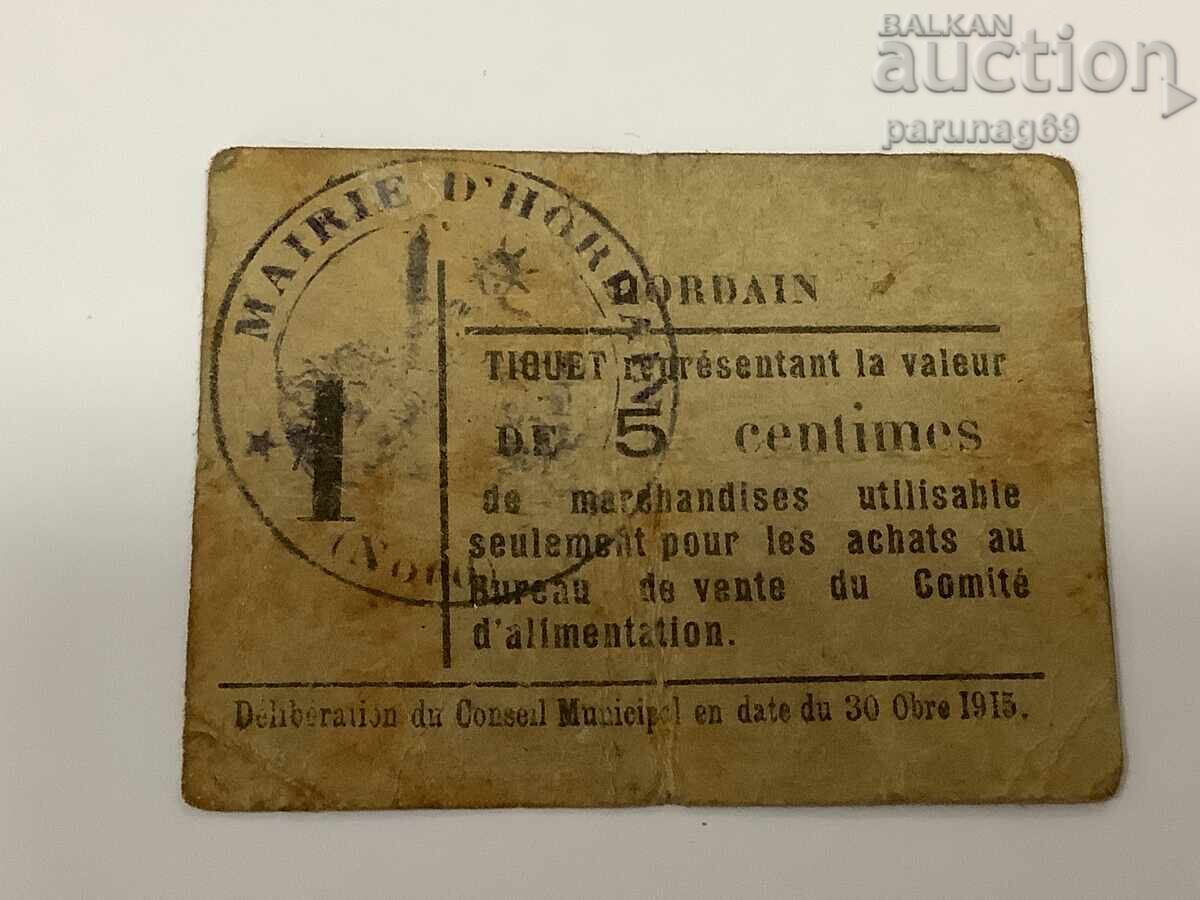 BALKAN
auction
parunag69
MAIRIE D'HORDAIN
(NORD)
1
HORDAIN
TIQUET représentant la valeur
DE 5 centimes
de marchandises utilisable
seulement pour les achats au
Bureau de vente du Comité
d'alimentation.
Délibération du Conseil Municipal en date du 30 Obre 1915.